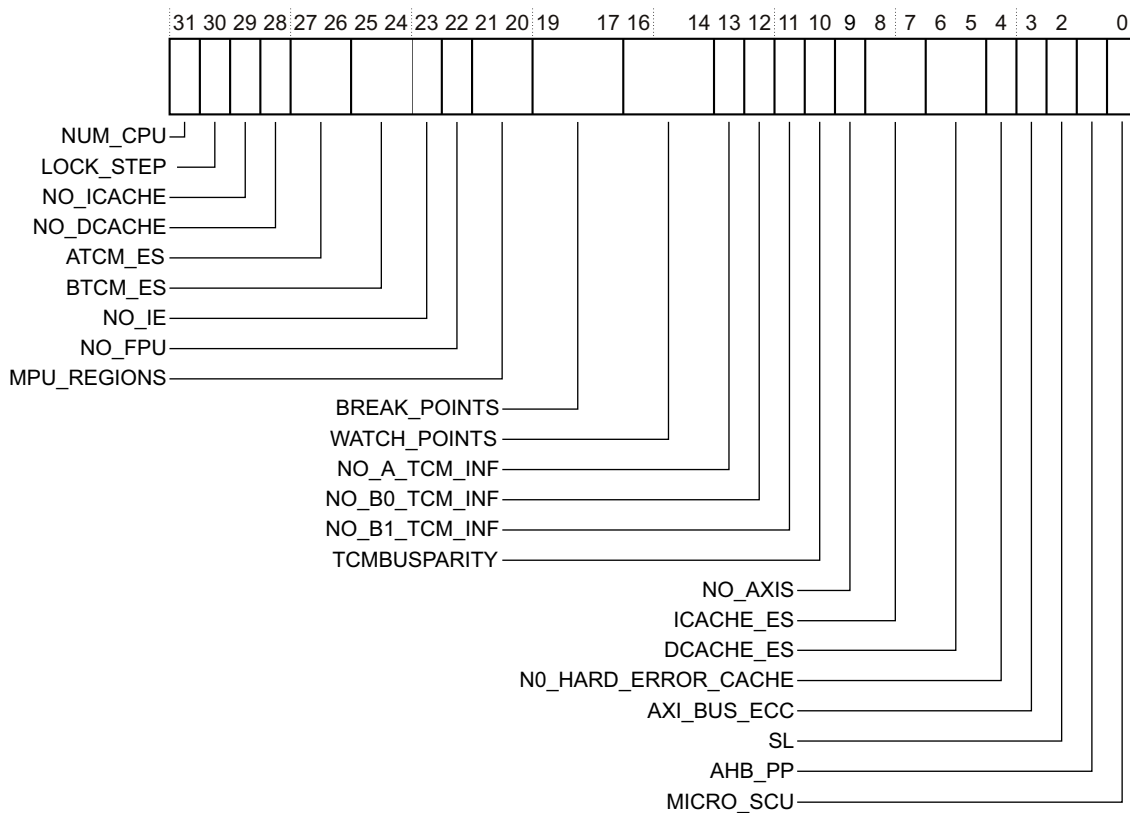 31 30 29 28 27 26 25 24 23 22 21 20 19 17 16 14 13 12 11 10 9 8 7 6 5 4 3 2 0
NUM_CPU
LOCK_STEP
NO_ICACHE
NO_DCACHE
ATCM_ES
BTCM_ES
NO_IE
NO_FPU
MPU_REGIONS
BREAK_POINTS
WATCH_POINTS
NO_A_TCM_INF
NO_B0_TCM_INF
NO_B1_TCM_INF
TCMBUSPARITY
NO_AXIS
ICACHE_ES
DCACHE_ES
N0_HARD_ERROR_CACHE
AXI_BUS_ECC
SL
AHB_PP
MICRO_SCU